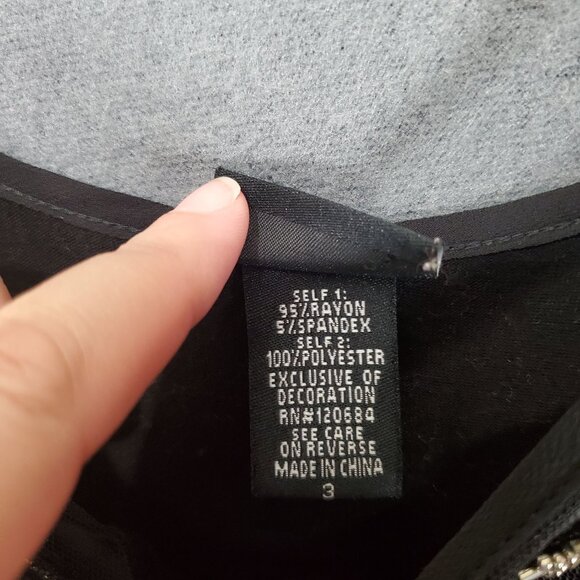 SELF 1:
95%RAYON
5%SPANDEX
SELF 2:
100%POLYESTER
EXCLUSIVE OF
DECORATION
RN#120684
SEE CARE
ON REVERSE
MADE IN CHINA
3